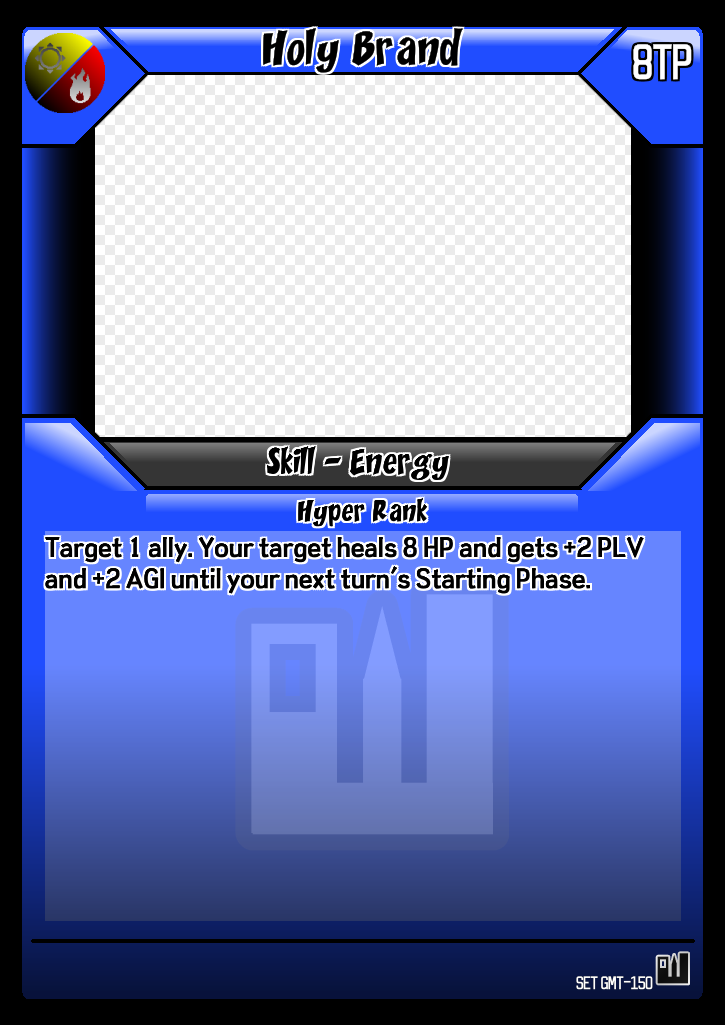 Holy Brand
8TP
Skill - Energy
Hyper Rank
Target 1 ally. Your target heals 8 HP and gets +2 PLV
and +2 AGI until your next turn's Starting Phase.
SET GMT-150